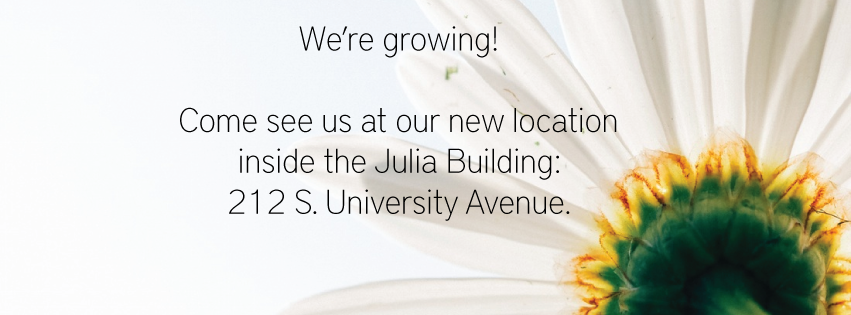 We're growing!
Come see us at our new location
inside the Julia Building:
212 S. University Avenue.